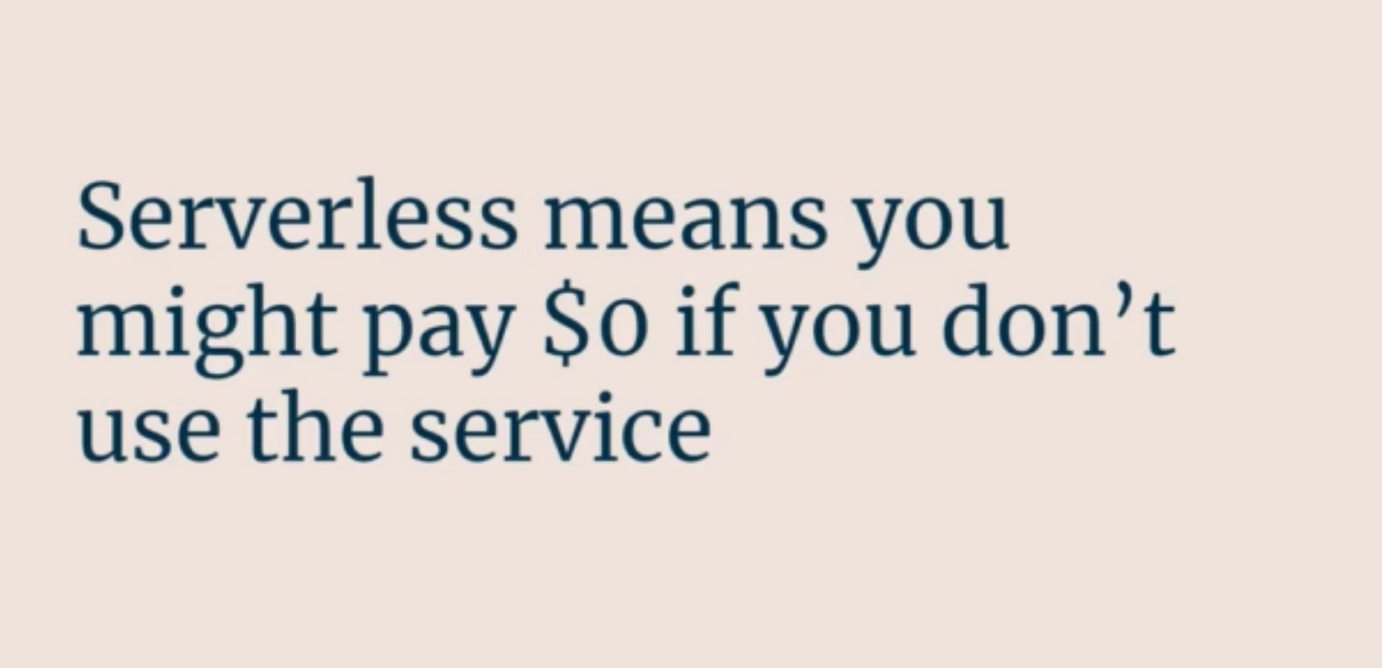 Serverless means you
might pay $0 if you don’t
use the service